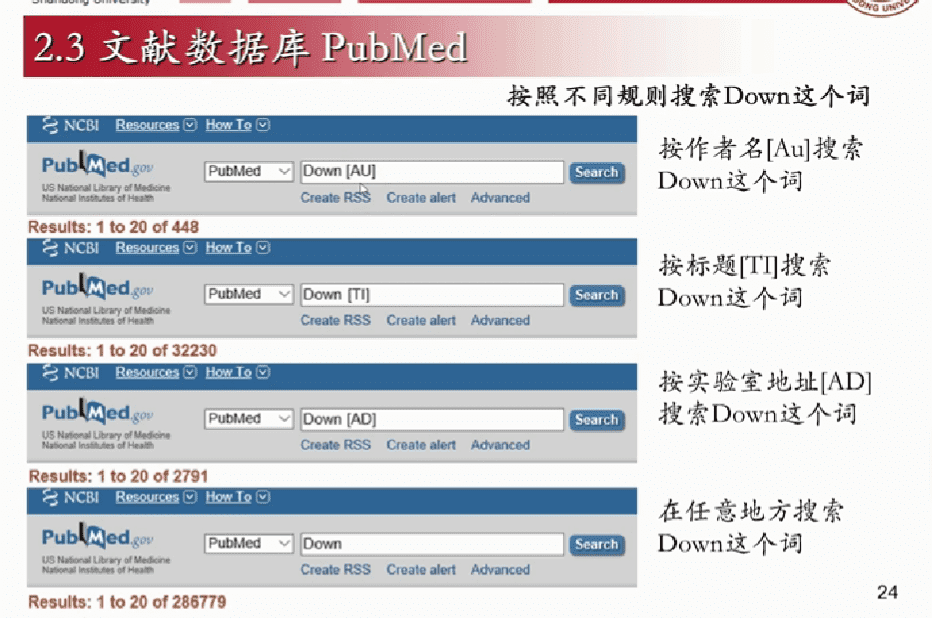 Shandong University
2.3 文献数据库 PubMed
按照不同规则搜索Down这个词
NCBI Resources How To
PubMed.gov
US National Library of Medicine
National Institutes of Health
PubMed
Down [AU]
Search
Create RSS Create alert Advanced
按作者名[Au]搜索
Down这个词
Results: 1 to 20 of 448
NCBI Resources How To
PubMed.gov
US National Library of Medicine
National Institutes of Health
PubMed
Down [TI]
Search
Create RSS Create alert Advanced
按标题[TI]搜索
Down这个词
Results: 1 to 20 of 32230
NCBI Resources How To
PubMed.gov
US National Library of Medicine
National Institutes of Health
PubMed
Down [AD]
Search
Create RSS Create alert Advanced
按实验室地址[AD]
搜索Down这个词
Results: 1 to 20 of 2791
NCBI Resources How To
PubMed.gov
US National Library of Medicine
National Institutes of Health
PubMed
Down
Search
Create RSS Create alert Advanced
在任意地方搜索
Down这个词
Results: 1 to 20 of 286779
24